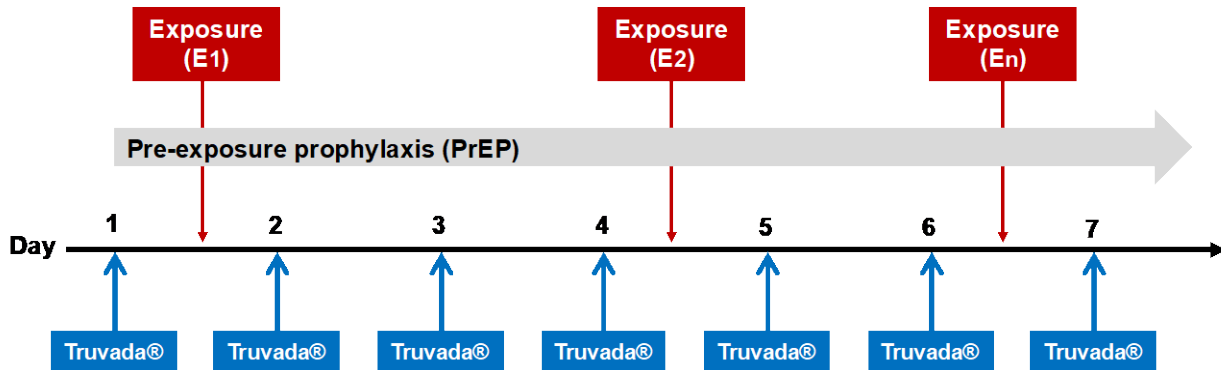 Exposure
(E1)
Exposure
(E2)
Exposure
(En)
Pre-exposure prophylaxis (PrEP)
1 2 3 4 5 6 7
Day
Truvada® Truvada® Truvada® Truvada® Truvada® Truvada® Truvada®